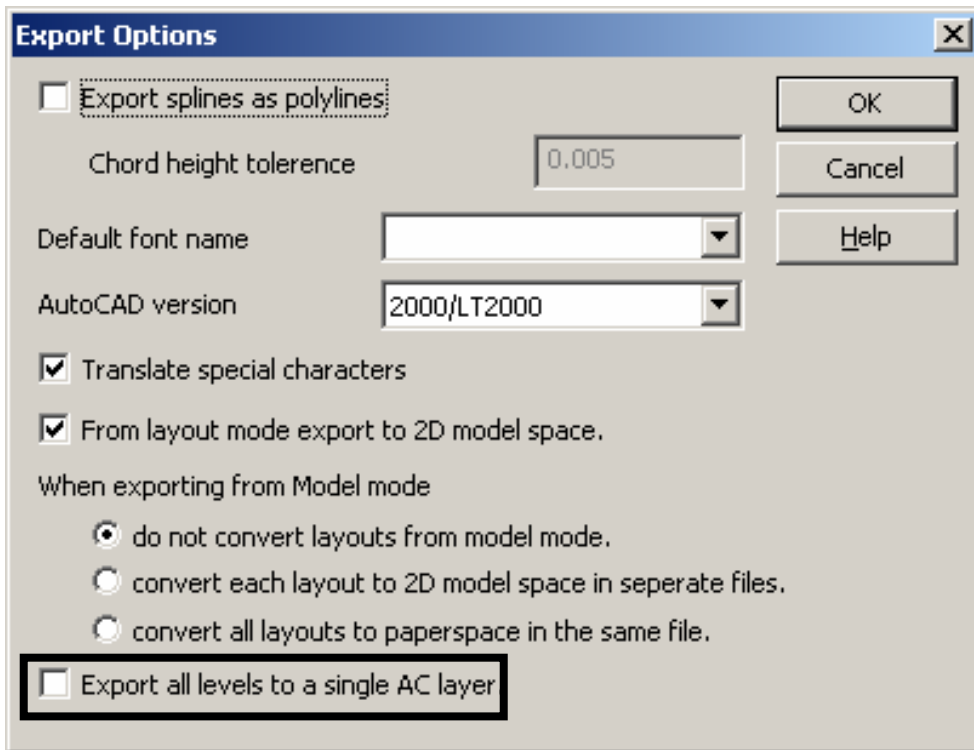 Export Options
Export splines as polylines
OK
Chord height tolerence
0.005
Cancel
Default font name
Help
AutoCAD version
2000/LT2000
Translate special characters
From layout mode export to 2D model space.
When exporting from Model mode
do not convert layouts from model mode.
convert each layout to 2D model space in seperate files.
convert all layouts to paperspace in the same file.
Export all levels to a single AC layer.